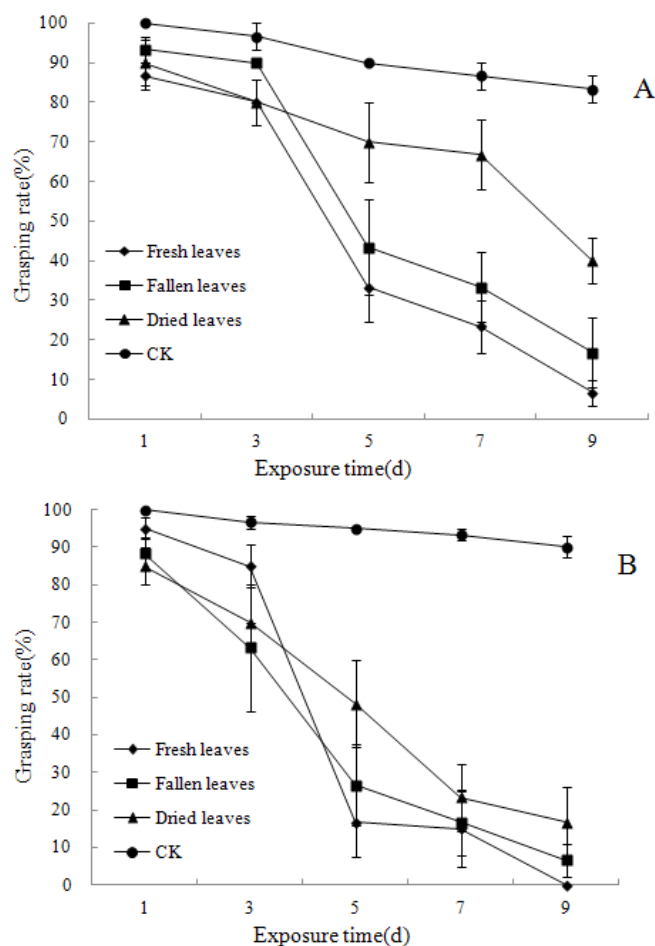 100
90
80
70
60
50
40
30
20
10
0
Grasping rate(%)
A
Fresh leaves
Fallen leaves
Dried leaves
CK
1 3 5 7 9
Exposure time(d)
100
90
80
70
60
50
40
30
20
10
0
Grasping rate(%)
B
Fresh leaves
Fallen leaves
Dried leaves
CK
1 3 5 7 9
Exposure time(d)